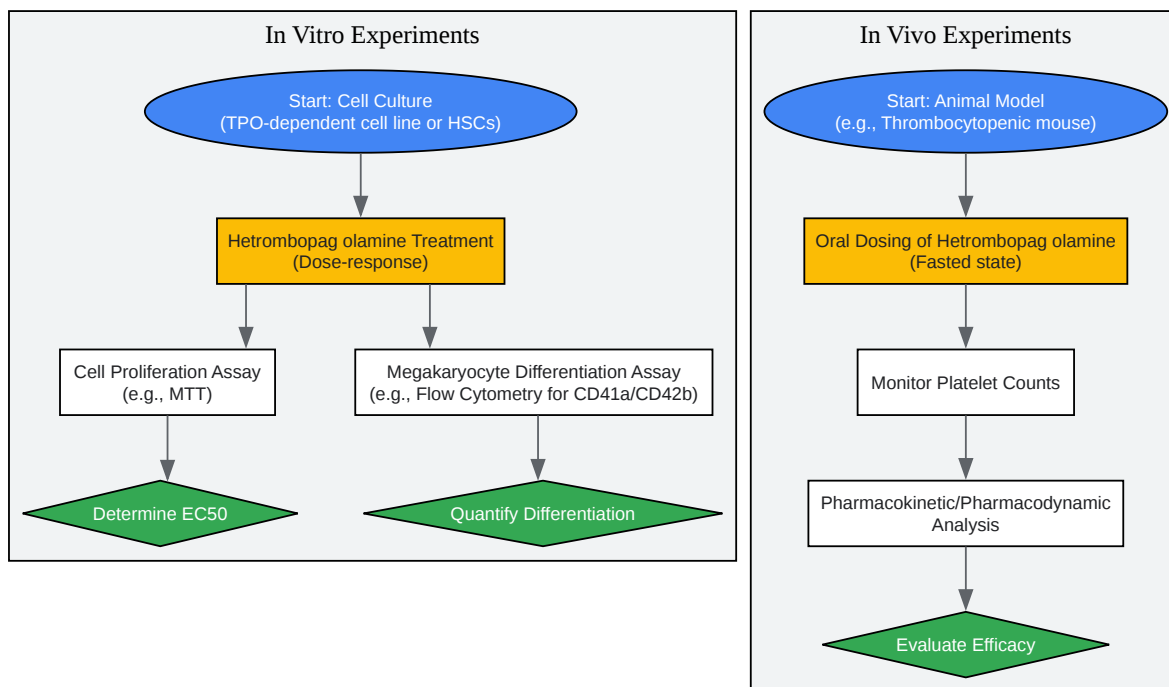 In Vitro Experiments
Start: Cell Culture
(TPO-dependent cell line or HSCs)
Hetrombopag olamine Treatment
(Dose-response)
Cell Proliferation Assay
(e.g., MTT)
Megakaryocyte Differentiation Assay
(e.g., Flow Cytometry for CD41a/CD42b)
Determine EC50
Quantify Differentiation
In Vivo Experiments
Start: Animal Model
(e.g., Thrombocytopenic mouse)
Oral Dosing of Hetrombopag olamine
(Fasted state)
Monitor Platelet Counts
Pharmacokinetic/Pharmacodynamic
Analysis
Evaluate Efficacy